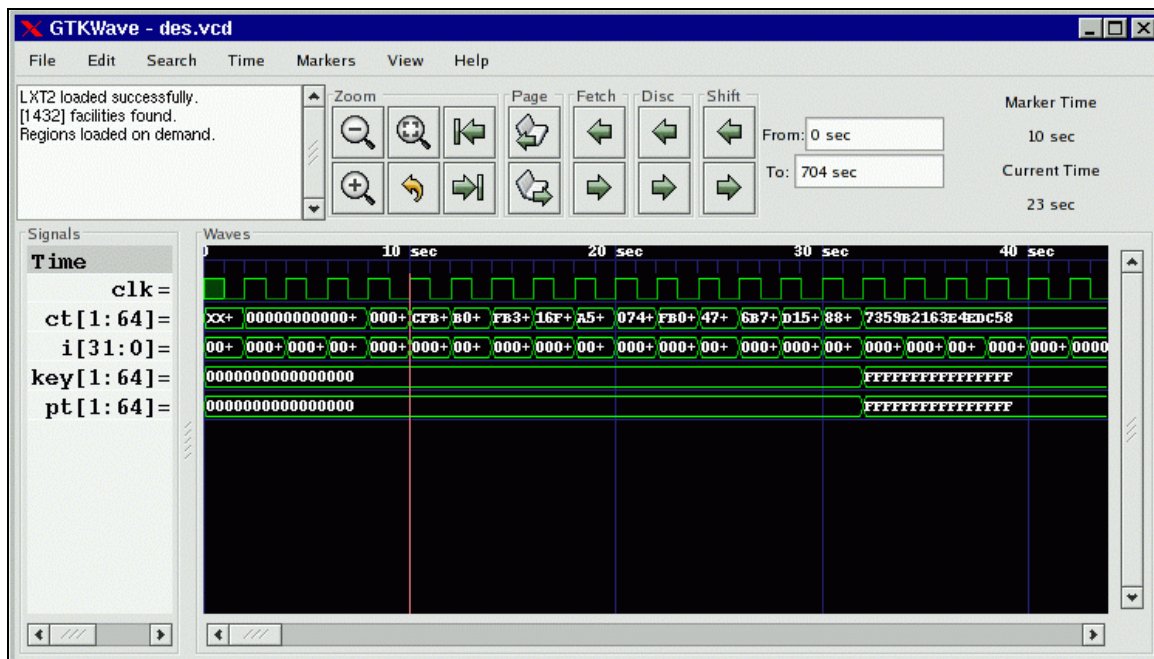 GTKWave - des.vcd
File Edit Search Time Markers View Help
LXT2 loaded successfully.
[1432] facilities found.
Regions loaded on demand.
Zoom Page Fetch Disc Shift
From: 0 sec
To: 704 sec
Marker Time
10 sec
Current Time
23 sec
Signals Waves
Time 0 10 sec 20 sec 30 sec 40 sec
clk =
ct[1:64]= XX+ 00000000000+ 000+ CFB+ B0+ FB3+ 16F+ A5+ 074+ FB0+ 47+ 6B7+ D15+ 88+ 7359B2163E4EDC58
i[31:0]= 00+ 000+ 000+ 00+ 000+ 000+ 00+ 000+ 000+ 00+ 000+ 000+ 00+ 000+ 000+ 00+ 000+ 000+ 00+ 000+ 000+ 0000
key[1:64]= 0000000000000000 FFFFFFFFFFFFFFFF
pt[1:64]= 0000000000000000 FFFFFFFFFFFFFFFF